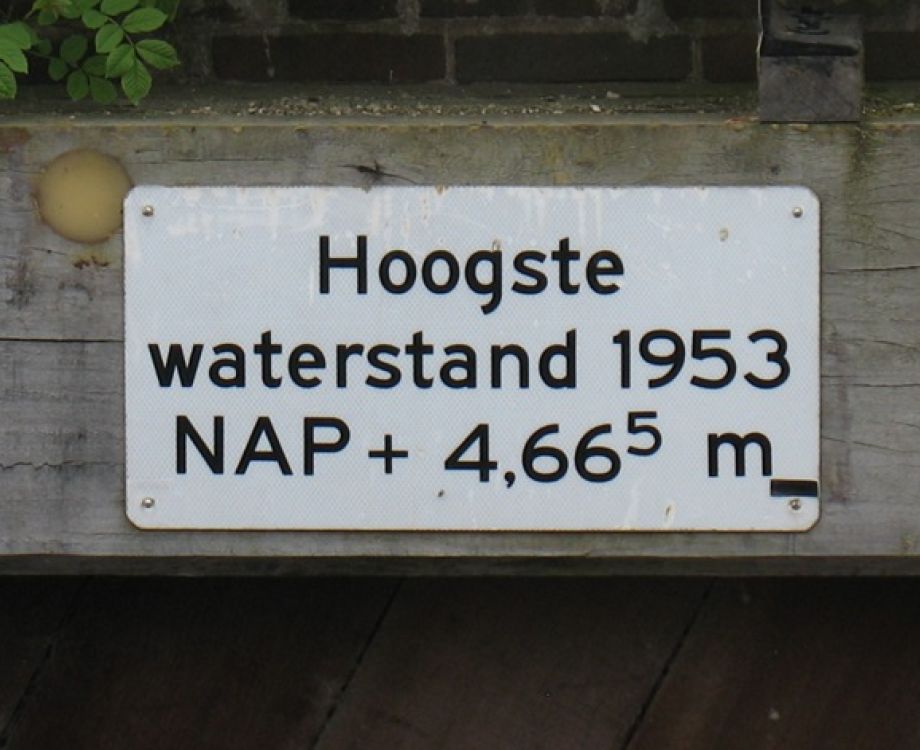 Hoogste
waterstand 1953
NAP + 4,66⁵ m